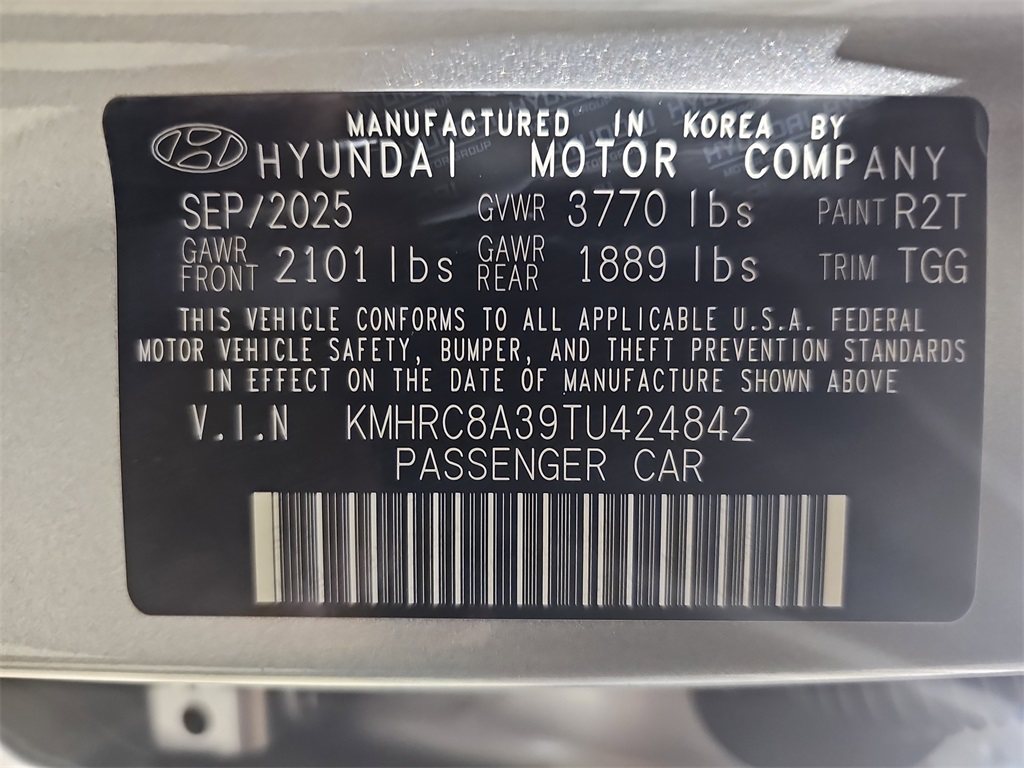 MANUFACTURED IN KOREA BY
HYUNDAI MOTOR COMPANY
SEP/2025 GVWR 3770 lbs PAINT R2T
GAWR FRONT 2101 lbs GAWR REAR 1889 lbs TRIM TGG
THIS VEHICLE CONFORMS TO ALL APPLICABLE U.S.A. FEDERAL
MOTOR VEHICLE SAFETY, BUMPER, AND THEFT PREVENTION STANDARDS
IN EFFECT ON THE DATE OF MANUFACTURE SHOWN ABOVE
V.I.N KMHRC8A39TU424842
PASSENGER CAR